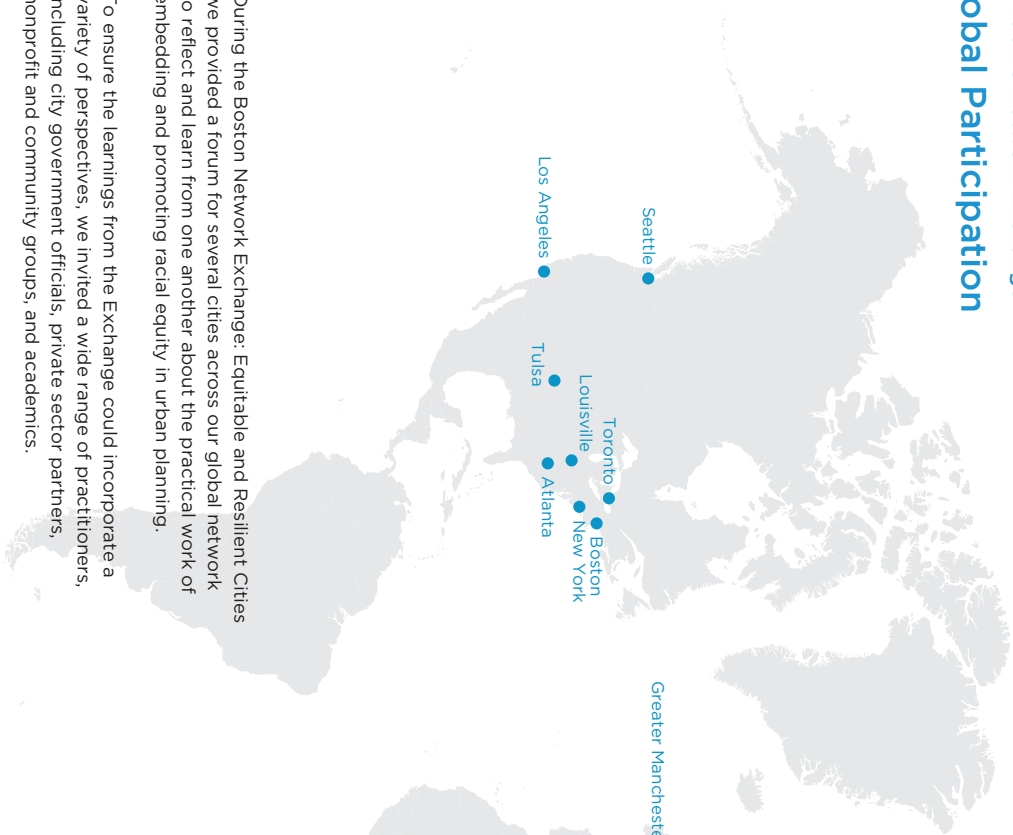 obal Participation
Seattle
Los Angeles
Tulsa
Louisville
Toronto
Atlanta
New York
Boston
Greater Mancheste
During the Boston Network Exchange: Equitable and Resilient Cities
we provided a forum for several cities across our global network
to reflect and learn from one another about the practical work of
embedding and promoting racial equity in urban planning.
To ensure the learnings from the Exchange could incorporate a
variety of perspectives, we invited a wide range of practitioners,
including city government officials, private sector partners,
nonprofit and community groups, and academics.